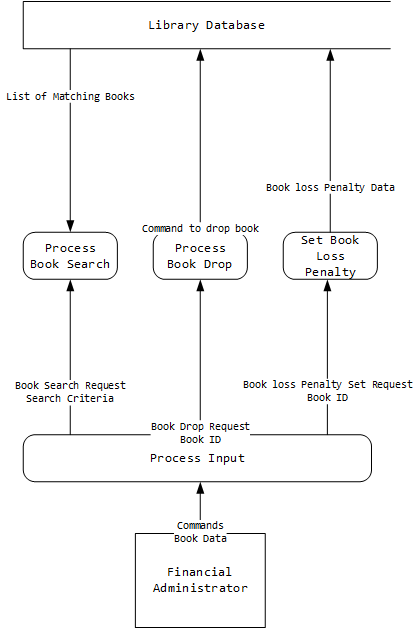 Library Database
List of Matching Books
Book loss Penalty Data
Command to drop book
Process
Book Search
Process
Book Drop
Set Book
Loss
Penalty
Book Search Request
Search Criteria
Book loss Penalty Set Request
Book ID
Book Drop Request
Book ID
Process Input
Commands
Book Data
Financial
Administrator